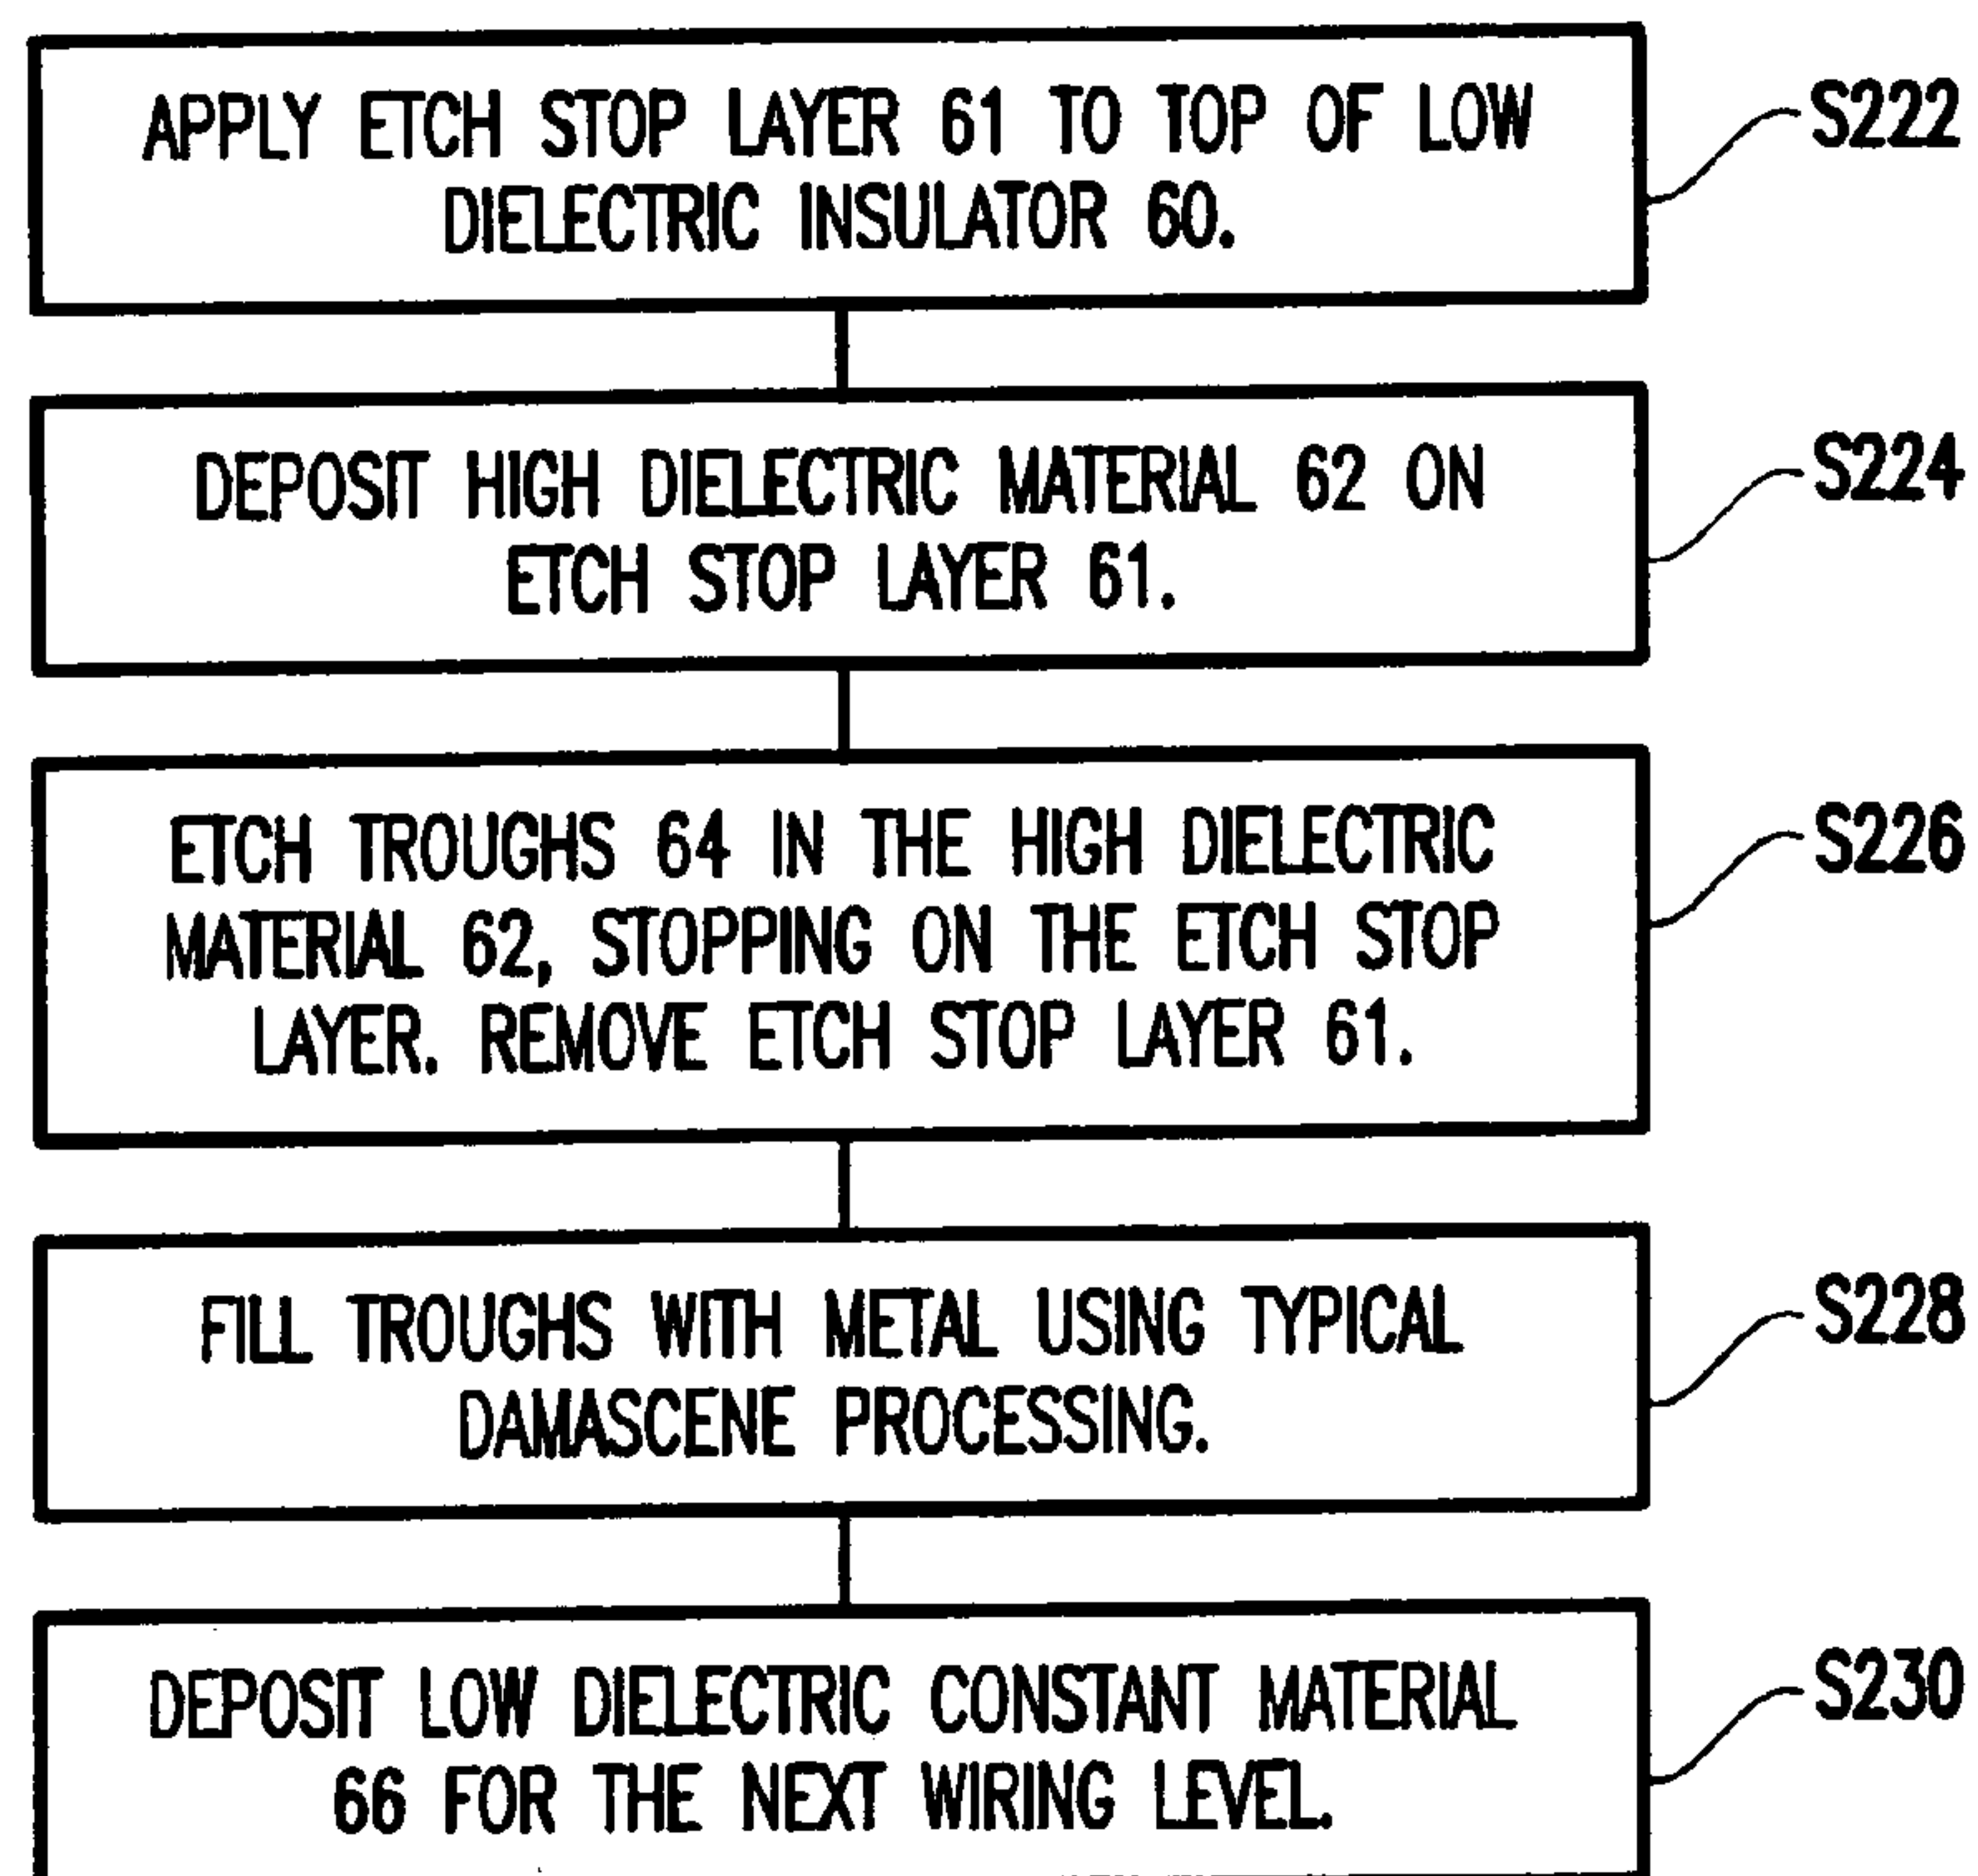 APPLY ETCH STOP LAYER 61 TO TOP OF LOW
DIELECTRIC INSULATOR 60.
S222
DEPOSIT HIGH DIELECTRIC MATERIAL 62 ON
ETCH STOP LAYER 61.
S224
ETCH TROUGHS 64 IN THE HIGH DIELECTRIC
MATERIAL 62, STOPPING ON THE ETCH STOP
LAYER. REMOVE ETCH STOP LAYER 61.
S226
FILL TROUGHS WITH METAL USING TYPICAL
DAMASCENE PROCESSING.
S228
DEPOSIT LOW DIELECTRIC CONSTANT MATERIAL
66 FOR THE NEXT WIRING LEVEL.
S230